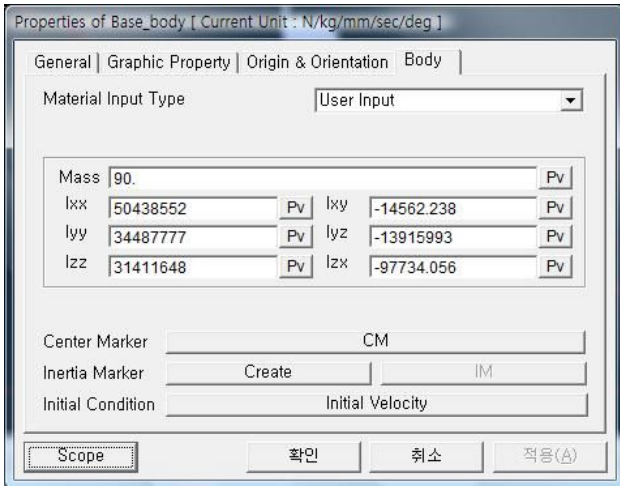 Properties of Base_body [ Current Unit : N/kg/mm/sec/deg ]
General Graphic Property Origin & Orientation Body
Material Input Type User Input
Mass 90. Pv
Ixx 50438552 Pv Ixy -14562.238 Pv
Iyy 34487777 Pv Iyz -13915993 Pv
Izz 31411648 Pv Izx -97734.056 Pv
Center Marker CM
Inertia Marker Create IM
Initial Condition Initial Velocity
Scope 확인 취소 적용(A)